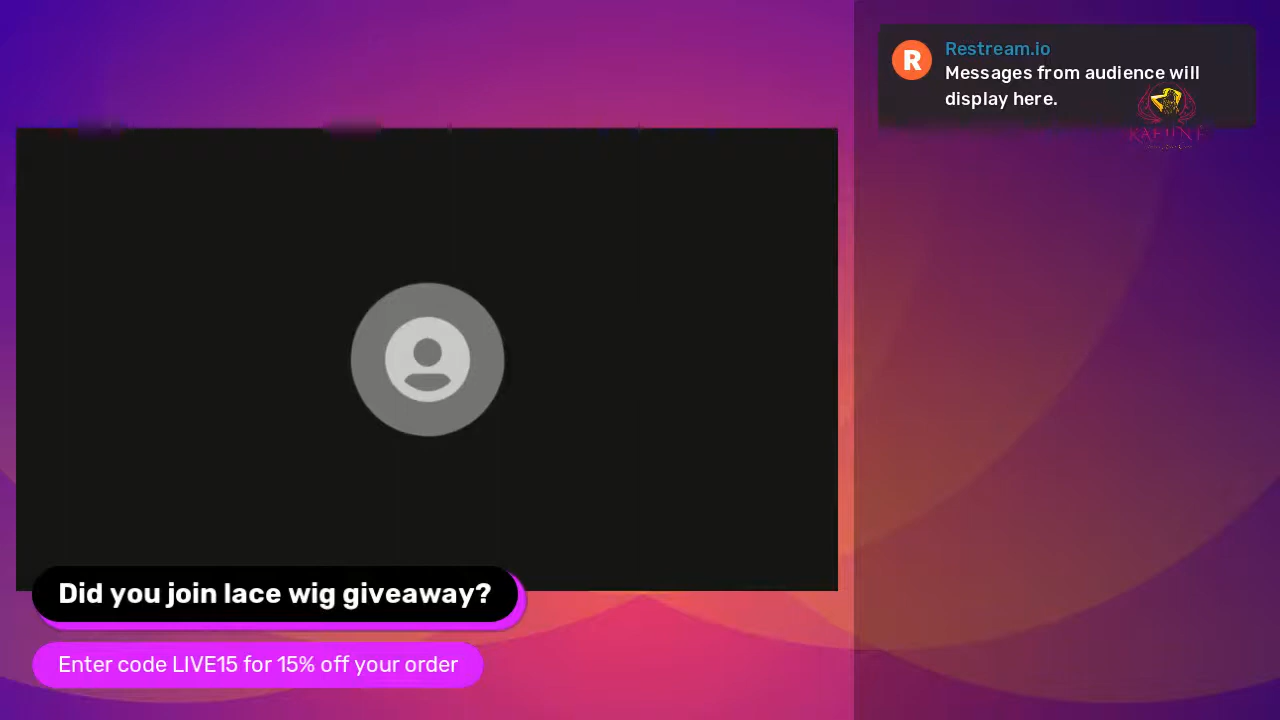 Restream.io
Messages from audience will
display here.
Did you join lace wig giveaway?
Enter code LIVE15 for 15% off your order